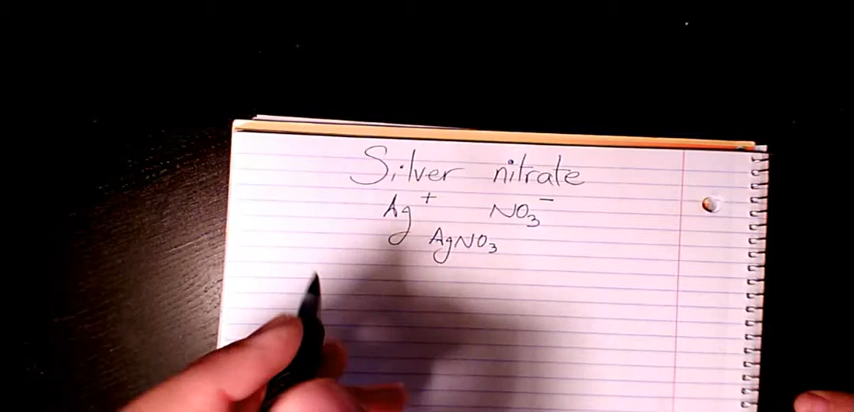 Silver nitrate
Ag⁺ NO₃⁻
AgNO₃